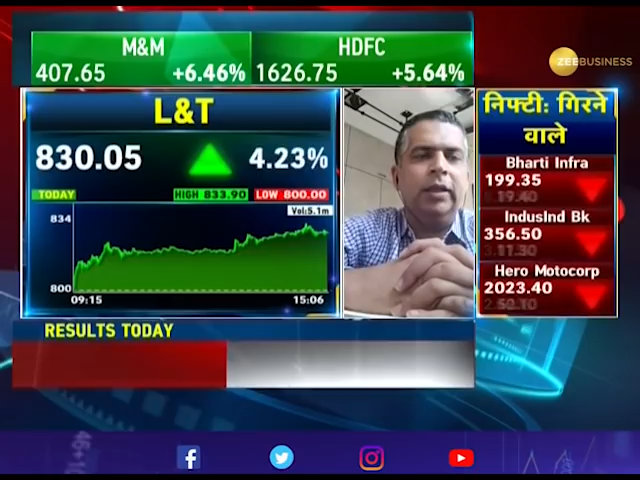 M&M
407.65 +6.46%
HDFC
1626.75 +5.64%
ZEEBUSINESS
L&T
830.05 4.23%
TODAY HIGH 833.90 LOW 800.00
Vol:5.1m
834
800
09:15 15:06
निफ्टी: गिरने
वाले
Bharti Infra
199.35
IndusInd Bk
356.50
Hero Motocorp
2023.40
RESULTS TODAY